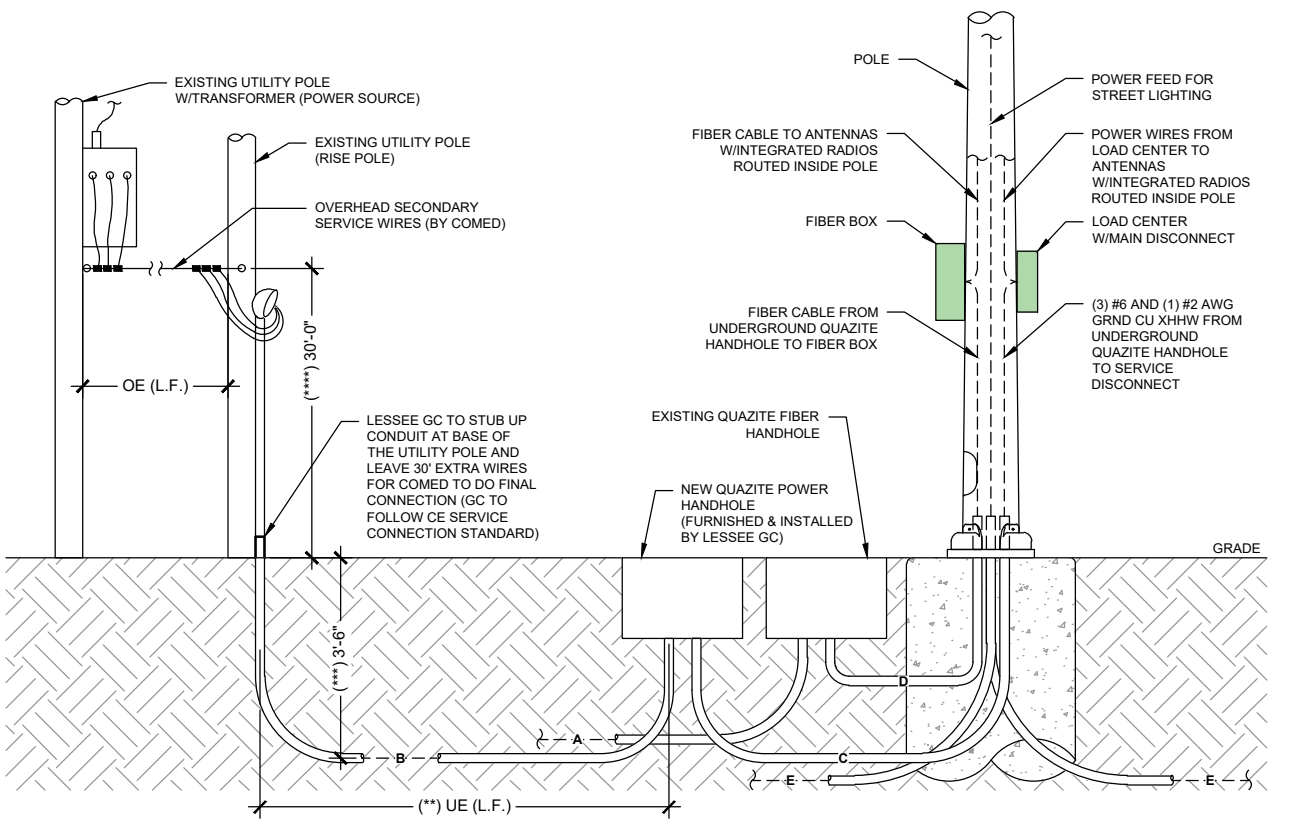 EXISTING UTILITY POLE
W/TRANSFORMER (POWER SOURCE)
EXISTING UTILITY POLE
(RISE POLE)
OVERHEAD SECONDARY
SERVICE WIRES (BY COMED)
OE (L.F.)
(****) 30'-0"
LESSEE GC TO STUB UP
CONDUIT AT BASE OF
THE UTILITY POLE AND
LEAVE 30' EXTRA WIRES
FOR COMED TO DO FINAL
CONNECTION (GC TO
FOLLOW CE SERVICE
CONNECTION STANDARD)
POLE
FIBER CABLE TO ANTENNAS
W/INTEGRATED RADIOS
ROUTED INSIDE POLE
FIBER BOX
FIBER CABLE FROM
UNDERGROUND QUAZITE
HANDHOLE TO FIBER BOX
EXISTING QUAZITE FIBER
HANDHOLE
NEW QUAZITE POWER
HANDHOLE
(FURNISHED & INSTALLED
BY LESSEE GC)
POWER FEED FOR
STREET LIGHTING
POWER WIRES FROM
LOAD CENTER TO
ANTENNAS
W/INTEGRATED RADIOS
ROUTED INSIDE POLE
LOAD CENTER
W/MAIN DISCONNECT
(3) #6 AND (1) #2 AWG
GRND CU XHHW FROM
UNDERGROUND
QUAZITE HANDHOLE
TO SERVICE
DISCONNECT
GRADE
(***) 3'-6"
D
A
B
C
E
E
(**) UE (L.F.)